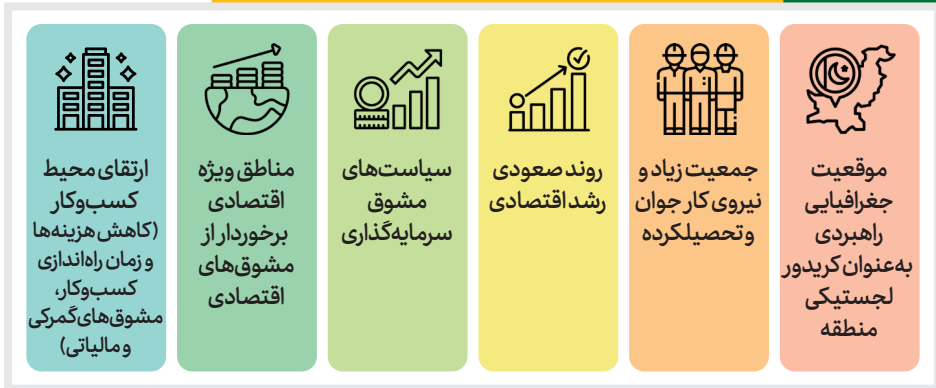 موقعیت
جغرافیایی
راهبردی
به‌عنوان کریدور
لجستیکی
منطقه
جمعیت زیاد و
نیروی کار جوان
و تحصیلکرده
روند صعودی
رشد اقتصادی
سیاست‌های
مشوق
سرمایه‌گذاری
مناطق ویژه
اقتصادی
برخوردار از
مشوق‌های
اقتصادی
ارتقای محیط
کسب‌وکار
(کاهش هزینه‌ها
و زمان راه‌اندازی
کسب‌وکار،
مشوق‌های گمرکی
و مالیاتی)